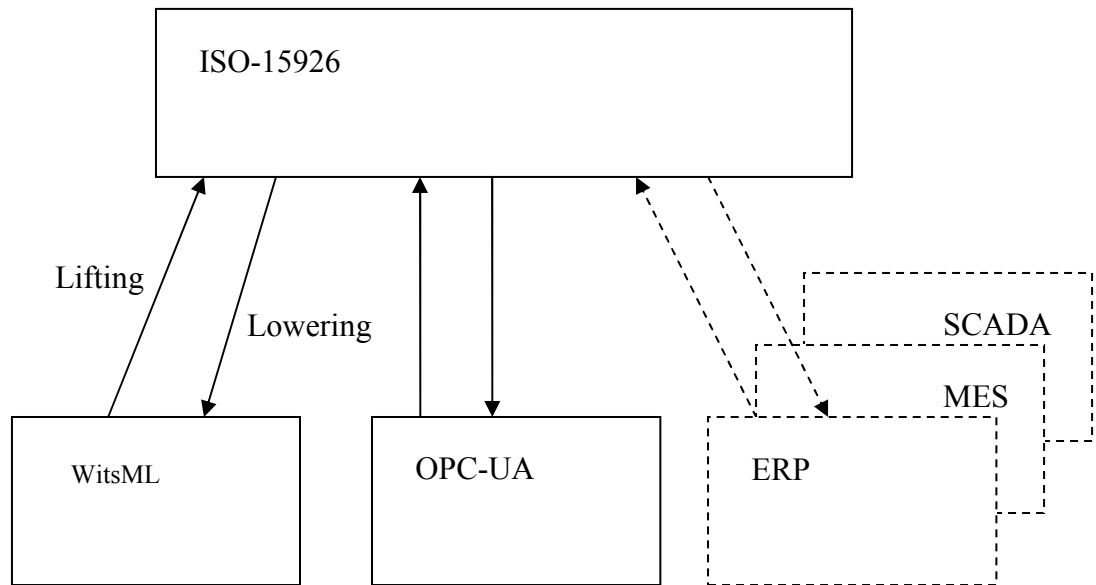 ISO-15926
Lifting
Lowering
SCADA
MES
WitsML
OPC-UA
ERP